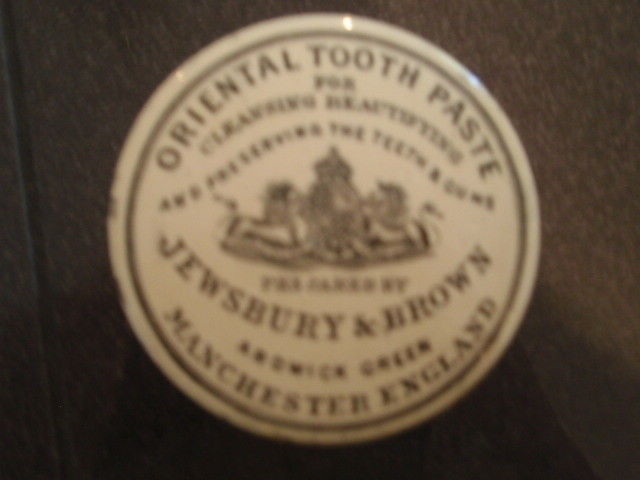 ORIENTAL TOOTH PASTE
FOR
CLEANSING BEAUTIFYING
AND PRESERVING THE TEETH & GUMS
PREPARED BY
JEWSBURY & BROWN
ARDWICK GREEN
MANCHESTER ENGLAND